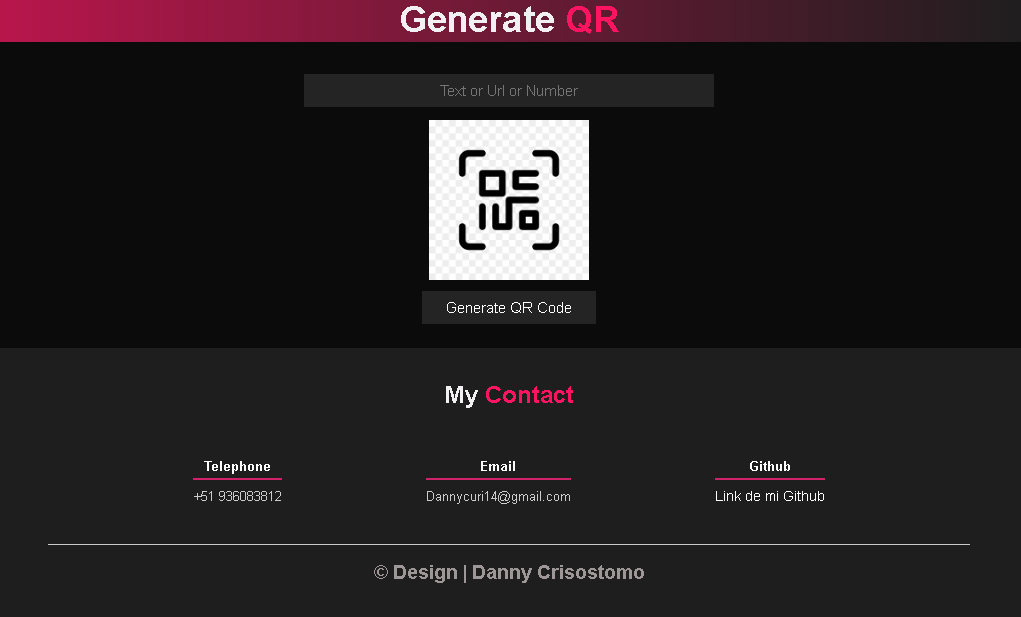 Generate QR
Text or Url or Number
Generate QR Code
My Contact
Telephone
+51 936083812
Email
Dannycuri14@gmail.com
Github
Link de mi Github
© Design | Danny Crisostomo